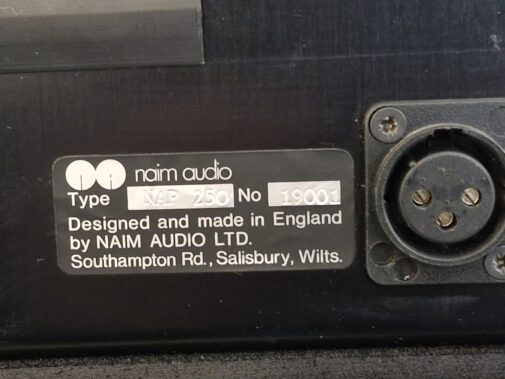 naim audio
Type NAP 250 No 19001
Designed and made in England
by NAIM AUDIO LTD.
Southampton Rd., Salisbury, Wilts.